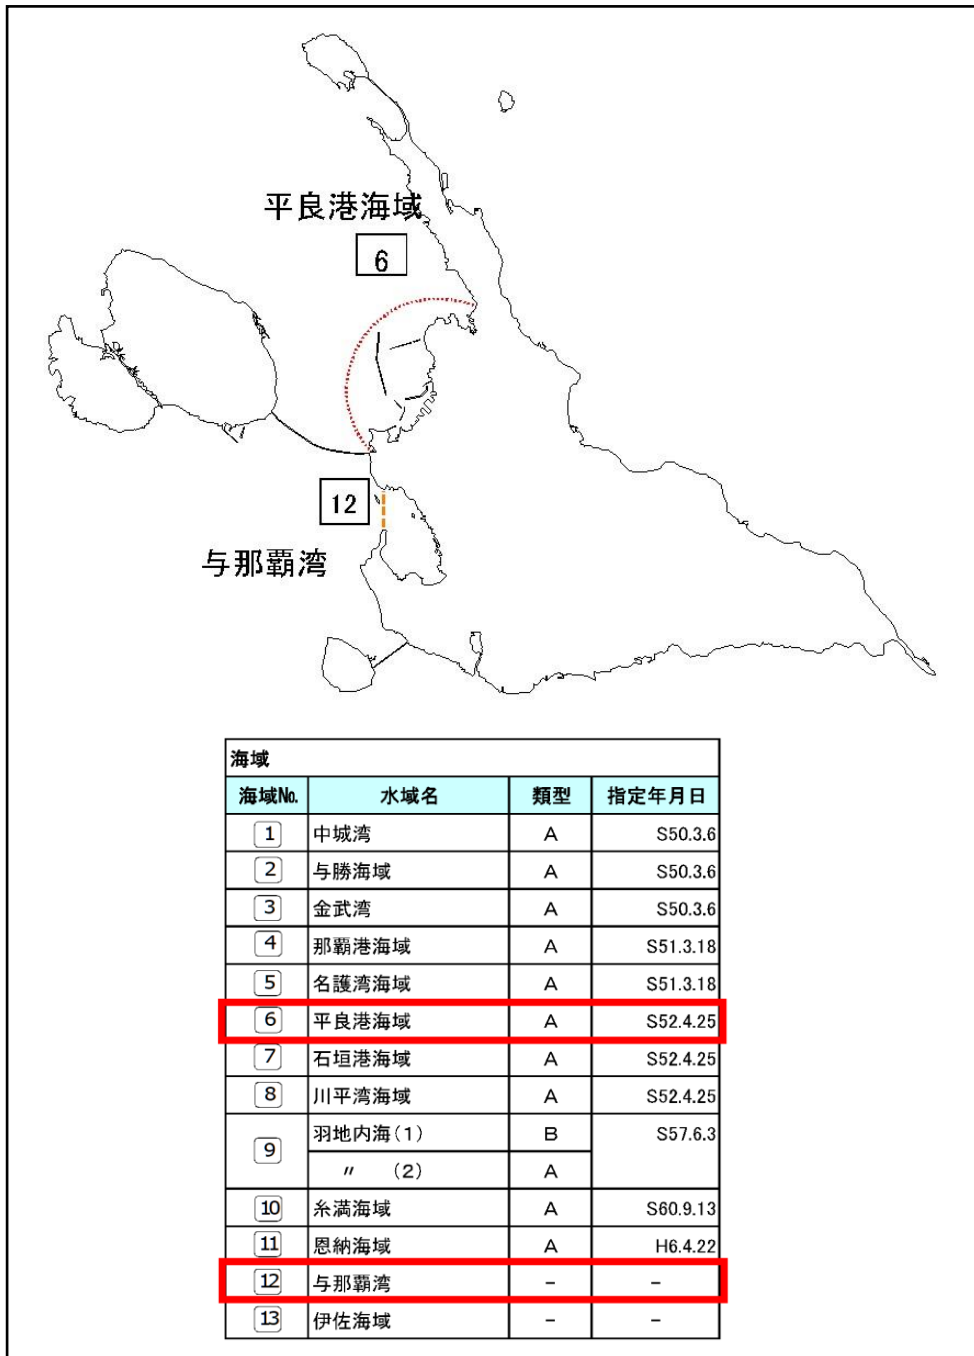 平良港海域
6
12
与那覇湾
海域
海域No. 水域名 類型 指定年月日
1 中城湾 A S50.3.6
2 与勝海域 A S50.3.6
3 金武湾 A S50.3.6
4 那覇港海域 A S51.3.18
5 名護湾海域 A S51.3.18
6 平良港海域 A S52.4.25
7 石垣港海域 A S52.4.25
8 川平湾海域 A S52.4.25
9 羽地内海(1) B S57.6.3
〃 (2) A
10 糸満海域 A S60.9.13
11 恩納海域 A H6.4.22
12 与那覇湾 - -
13 伊佐海域 - -